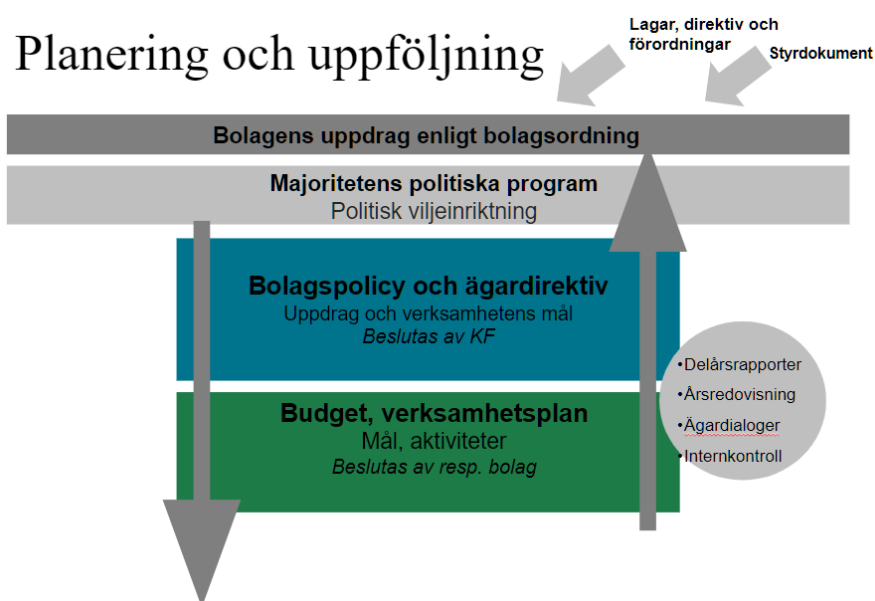 Planering och uppföljning
Lagar, direktiv och
förordningar
Styrdokument
Bolagens uppdrag enligt bolagsordning
Majoritetens politiska program
Politisk viljeinriktning
Bolagspolicy och ägardirektiv
Uppdrag och verksamhetens mål
Beslutas av KF
Budget, verksamhetsplan
Mål, aktiviteter
Beslutas av resp. bolag
•Delårsrapporter
•Årsredovisning
•Ägardialoger
•Internkontroll